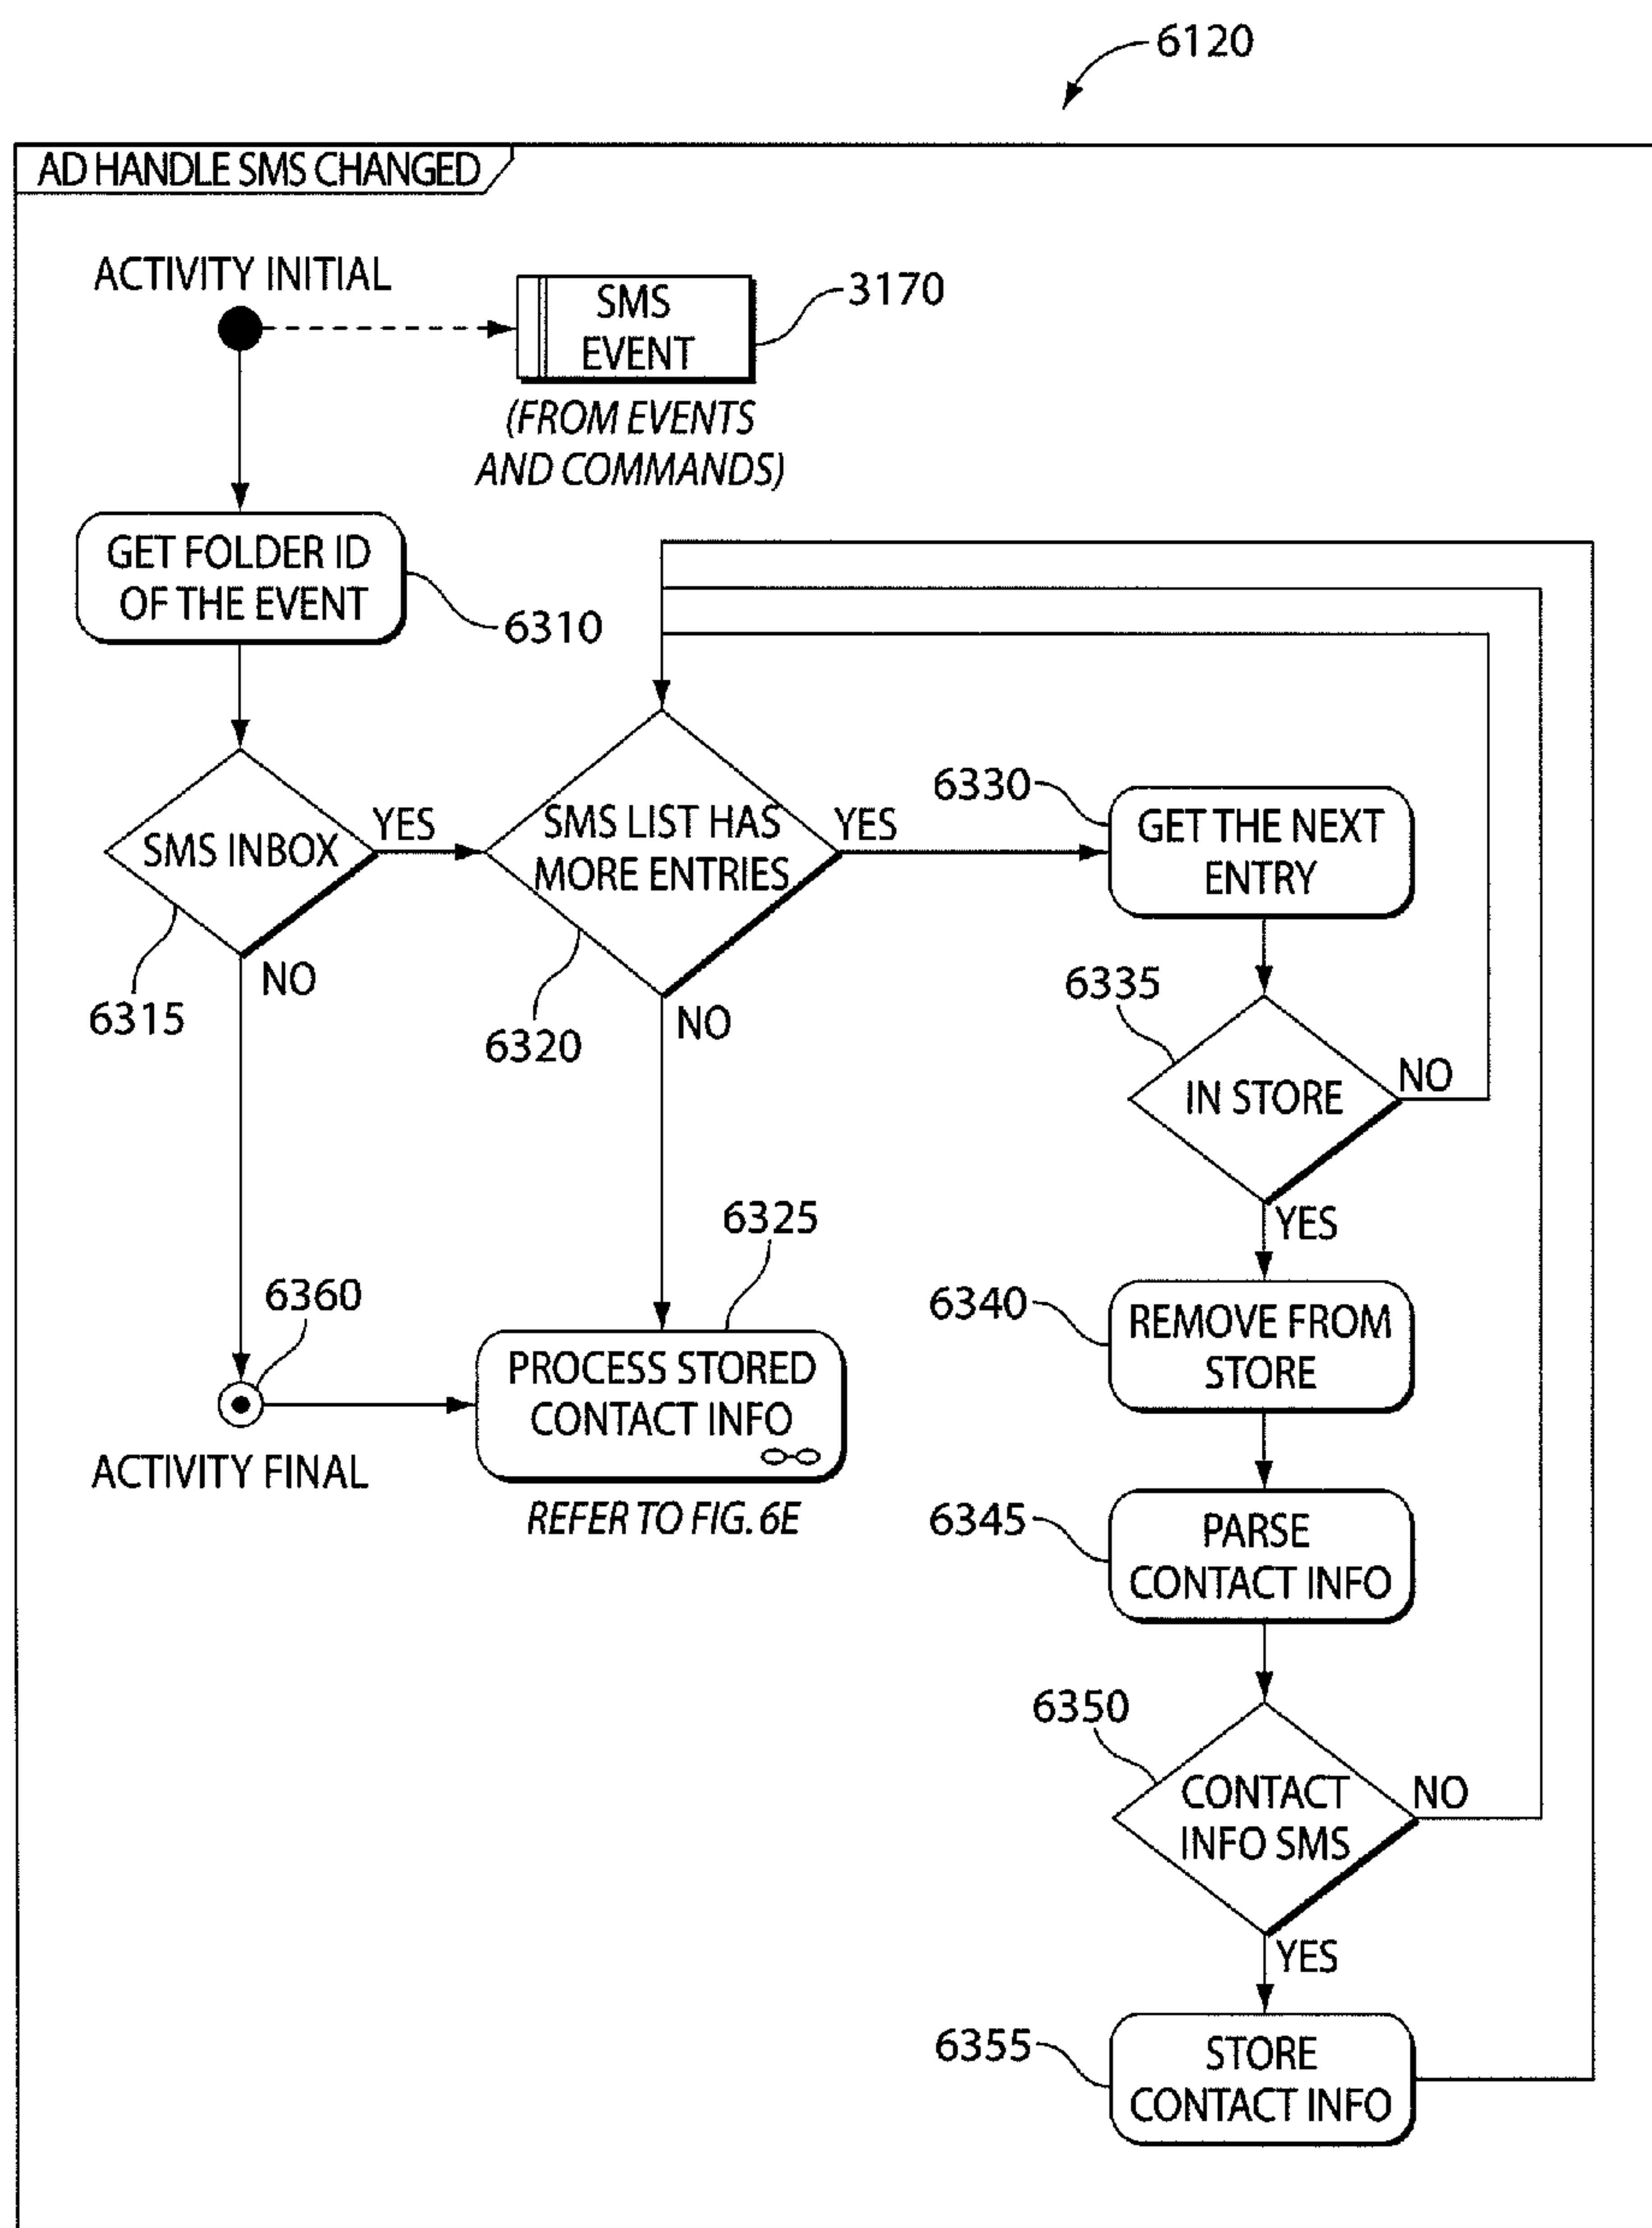 6120
AD HANDLE SMS CHANGED
ACTIVITY INITIAL
SMS
EVENT
3170
(FROM EVENTS
AND COMMANDS)
GET FOLDER ID
OF THE EVENT
6310
SMS INBOX
YES
NO
6315
SMS LIST HAS
MORE ENTRIES
YES
NO
6320
6330
GET THE NEXT
ENTRY
6335
IN STORE
NO
YES
6325
6360
PROCESS STORED
CONTACT INFO
ACTIVITY FINAL
REFER TO FIG. 6E
6340
REMOVE FROM
STORE
6345
PARSE
CONTACT INFO
6350
CONTACT
INFO SMS
NO
YES
6355
STORE
CONTACT INFO